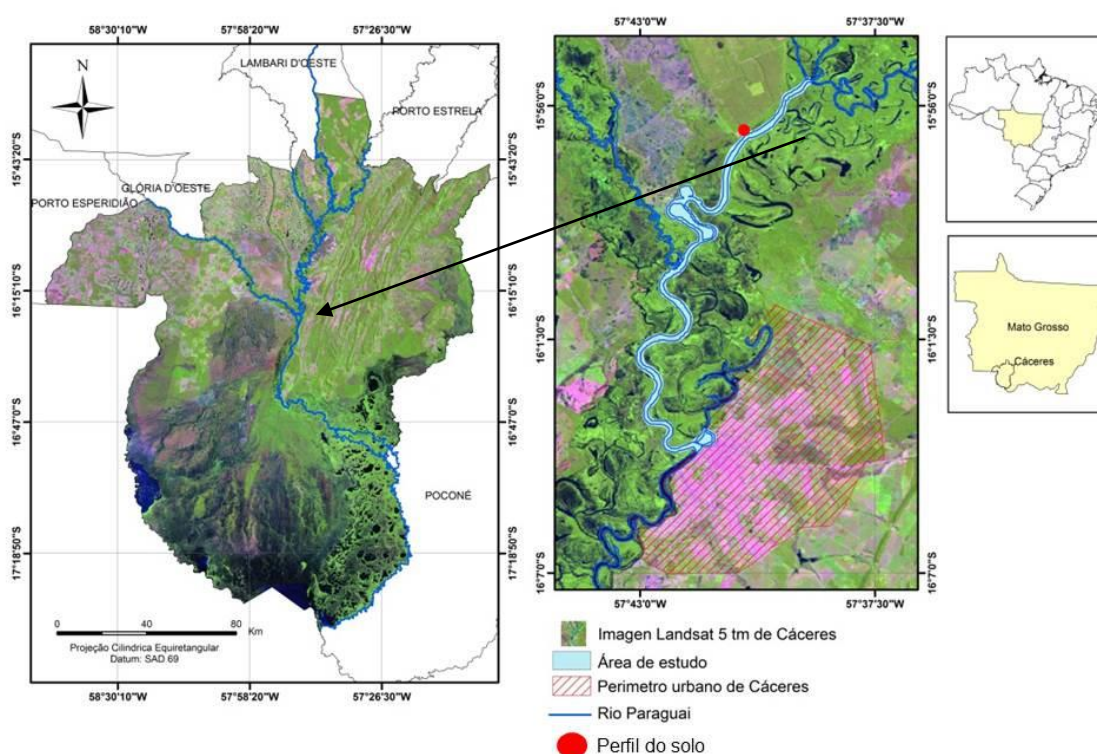 58°30'10"W
57°58'20"W
57°26'30"W
N
LAMBARI D'OESTE
PORTO ESTRELA
GLÓRIA D'OESTE
PORTO ESPERIDIÃO
POCONÉ
15°43'20"S
16°15'10"S
16°47'0"S
17°18'50"S
15°43'20"S
16°15'10"S
16°47'0"S
17°18'50"S
0 20 40 80
Km
Projeção Cilindrica Equiretangular
Datum: SAD 69
58°30'10"W
57°58'20"W
57°26'30"W
57°43'0"W
57°37'30"W
15°56'0"S
16°1'30"S
16°7'0"S
15°56'0"S
16°1'30"S
16°7'0"S
57°43'0"W
57°37'30"W
Mato Grosso
Cáceres
Imagen Landsat 5 tm de Cáceres
Área de estudo
Perimetro urbano de Cáceres
Rio Paraguai
Perfil do solo